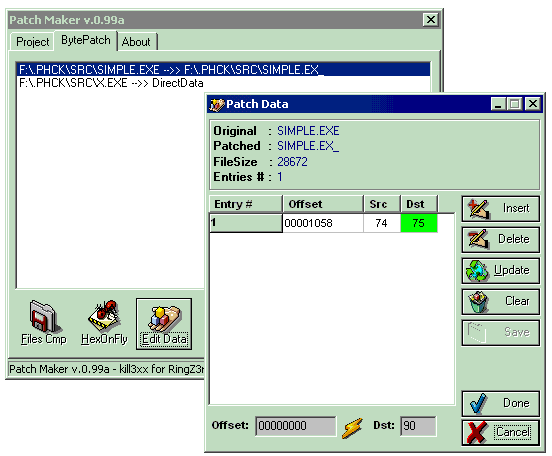 Patch Maker v.0.99a
Project BytePatch About
F:\.PHCK\SRC\SIMPLE.EXE -->> F:\.PHCK\SRC\SIMPLE.EX_
F:\.PHCK\SRC\X.EXE -->> DirectData
Files Cmp HexOnFly Edit Data
Patch Maker v.0.99a - kill3xx for RingZ3r
Patch Data
Original : SIMPLE.EXE
Patched : SIMPLE.EX_
FileSize : 28672
Entries # : 1
Entry # Offset Src Dst
1 00001058 74 75
Insert
Delete
Update
Clear
Save
Done
Cancel
Offset: 00000000 Dst: 90